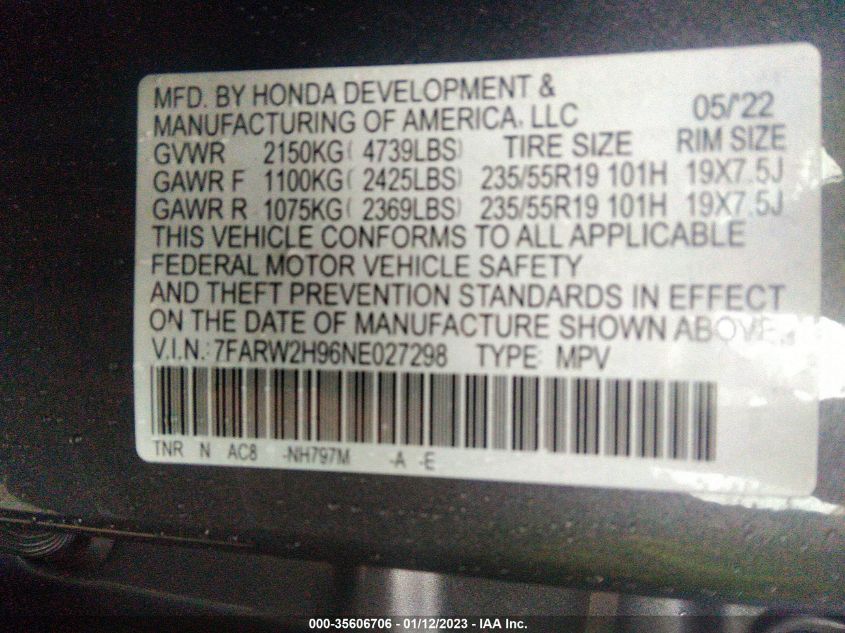 MFD. BY HONDA DEVELOPMENT &
MANUFACTURING OF AMERICA, LLC 05/'22
GVWR 2150KG( 4739LBS) TIRE SIZE RIM SIZE
GAWR F 1100KG( 2425LBS) 235/55R19 101H 19X7.5J
GAWR R 1075KG( 2369LBS) 235/55R19 101H 19X7.5J
THIS VEHICLE CONFORMS TO ALL APPLICABLE
FEDERAL MOTOR VEHICLE SAFETY
AND THEFT PREVENTION STANDARDS IN EFFECT
ON THE DATE OF MANUFACTURE SHOWN ABOVE.
V.I.N.: 7FARW2H96NE027298 TYPE: MPV
TNR N AC8 -NH797M -A -E
000-35606706 - 01/12/2023 - IAA Inc.